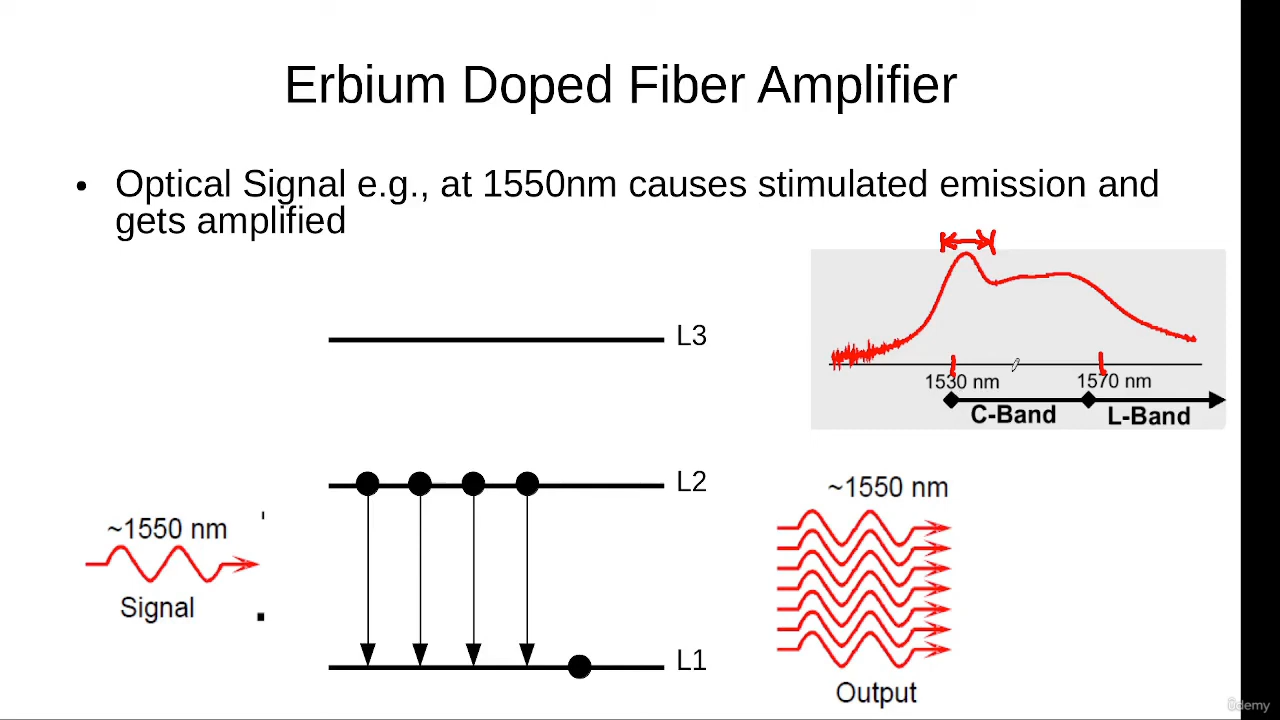 Erbium Doped Fiber Amplifier
• Optical Signal e.g., at 1550nm causes stimulated emission and
gets amplified
L3
1530 nm
1570 nm
C-Band
L-Band
L2
~1550 nm
Signal
~1550 nm
L1
Output
ûdemy